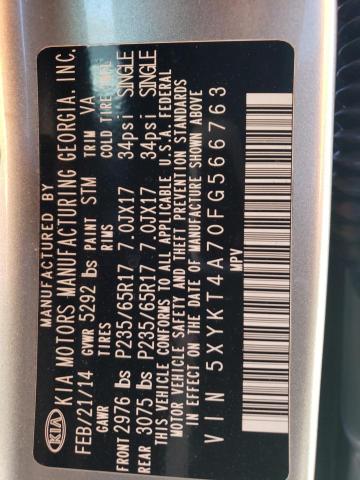 KIA
MANUFACTURED BY
KIA MOTORS MANUFACTURING GEORGIA, INC.
FEB/21/14 GVWR 5292 lbs PAINT STM TRIM VA
GAWR TIRES RIMS COLD TIRE INFL.
FRONT 2976 lbs P235/65R17 7.0JX17 34psi SINGLE
REAR 3075 lbs P235/65R17 7.0JX17 34psi SINGLE
THIS VEHICLE CONFORMS TO ALL APPLICABLE U.S.A. FEDERAL
MOTOR VEHICLE SAFETY AND THEFT PREVENTION STANDARDS
IN EFFECT ON THE DATE OF MANUFACTURE SHOWN ABOVE
VIN 5XYKT4A70FG566763
MPV